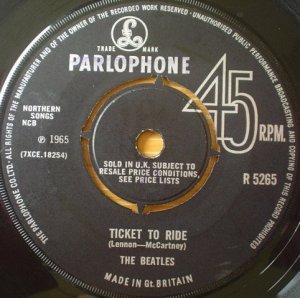 ALL RIGHTS OF THE MANUFACTURER AND OF THE OWNER OF THE RECORDED WORK RESERVED · UNAUTHORISED PUBLIC PERFORMANCE, BROADCASTING AND COPYING OF THIS RECORD PROHIBITED
THE PARLOPHONE CO. LTD.
TRADE MARK
PARLOPHONE
45
RPM.
NORTHERN
SONGS
NCB
℗ 1965
(7XCE.18254)
SOLD IN U.K. SUBJECT TO
RESALE PRICE CONDITIONS,
SEE PRICE LISTS
R 5265
TICKET TO RIDE
(Lennon—McCartney)
THE BEATLES
MADE IN Gt. BRITAIN